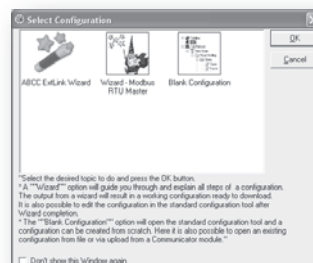 Select Configuration
OK
Cancel
ABCC ExtLink Wizard
Wizard - Modbus
RTU Master
Blank Configuration
"Select the desired topic to do and press the OK button.
* A ""Wizard"" option will guide you through and explain all steps of a configuration.
The output from a wizard will result in a working configuration ready to download.
It is also possible to edit the configuration in the standard configuration tool after
Wizard completion.
* The ""Blank Configuration"" option will open the standard configuration tool and a
configuration can be created from scratch. Here it is also possible to open an existing
configuration from file or via upload from a Communicator module."
Don't show this Window again